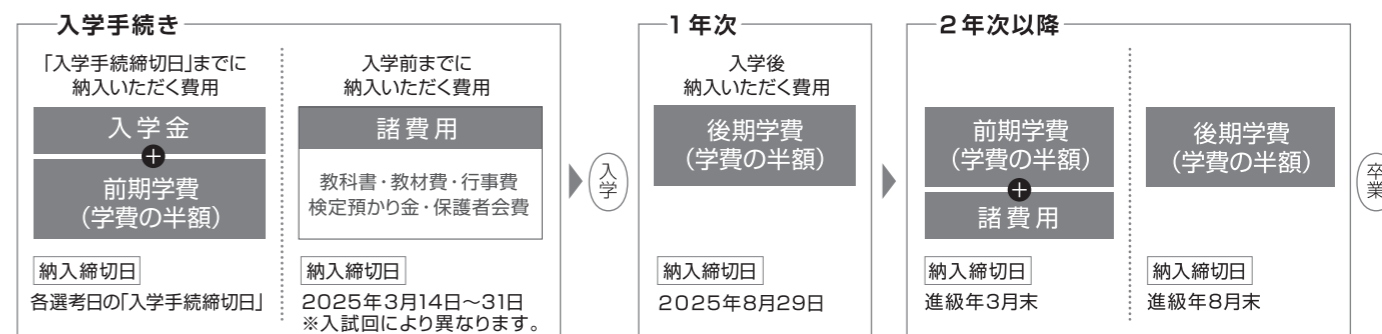 入学手続き
「入学手続締切日」までに
納入いただく費用
入学金
+
前期学費
(学費の半額)
納入締切日
各選考日の「入学手続締切日」
入学前までに
納入いただく費用
諸費用
教科書・教材費・行事費
検定預かり金・保護者会費
納入締切日
2025年3月14日～31日
※入試回により異なります。
入学
1年次
入学後
納入いただく費用
後期学費
(学費の半額)
納入締切日
2025年8月29日
2年次以降
前期学費
(学費の半額)
+
諸費用
納入締切日
進級年3月末
後期学費
(学費の半額)
納入締切日
進級年8月末
卒業